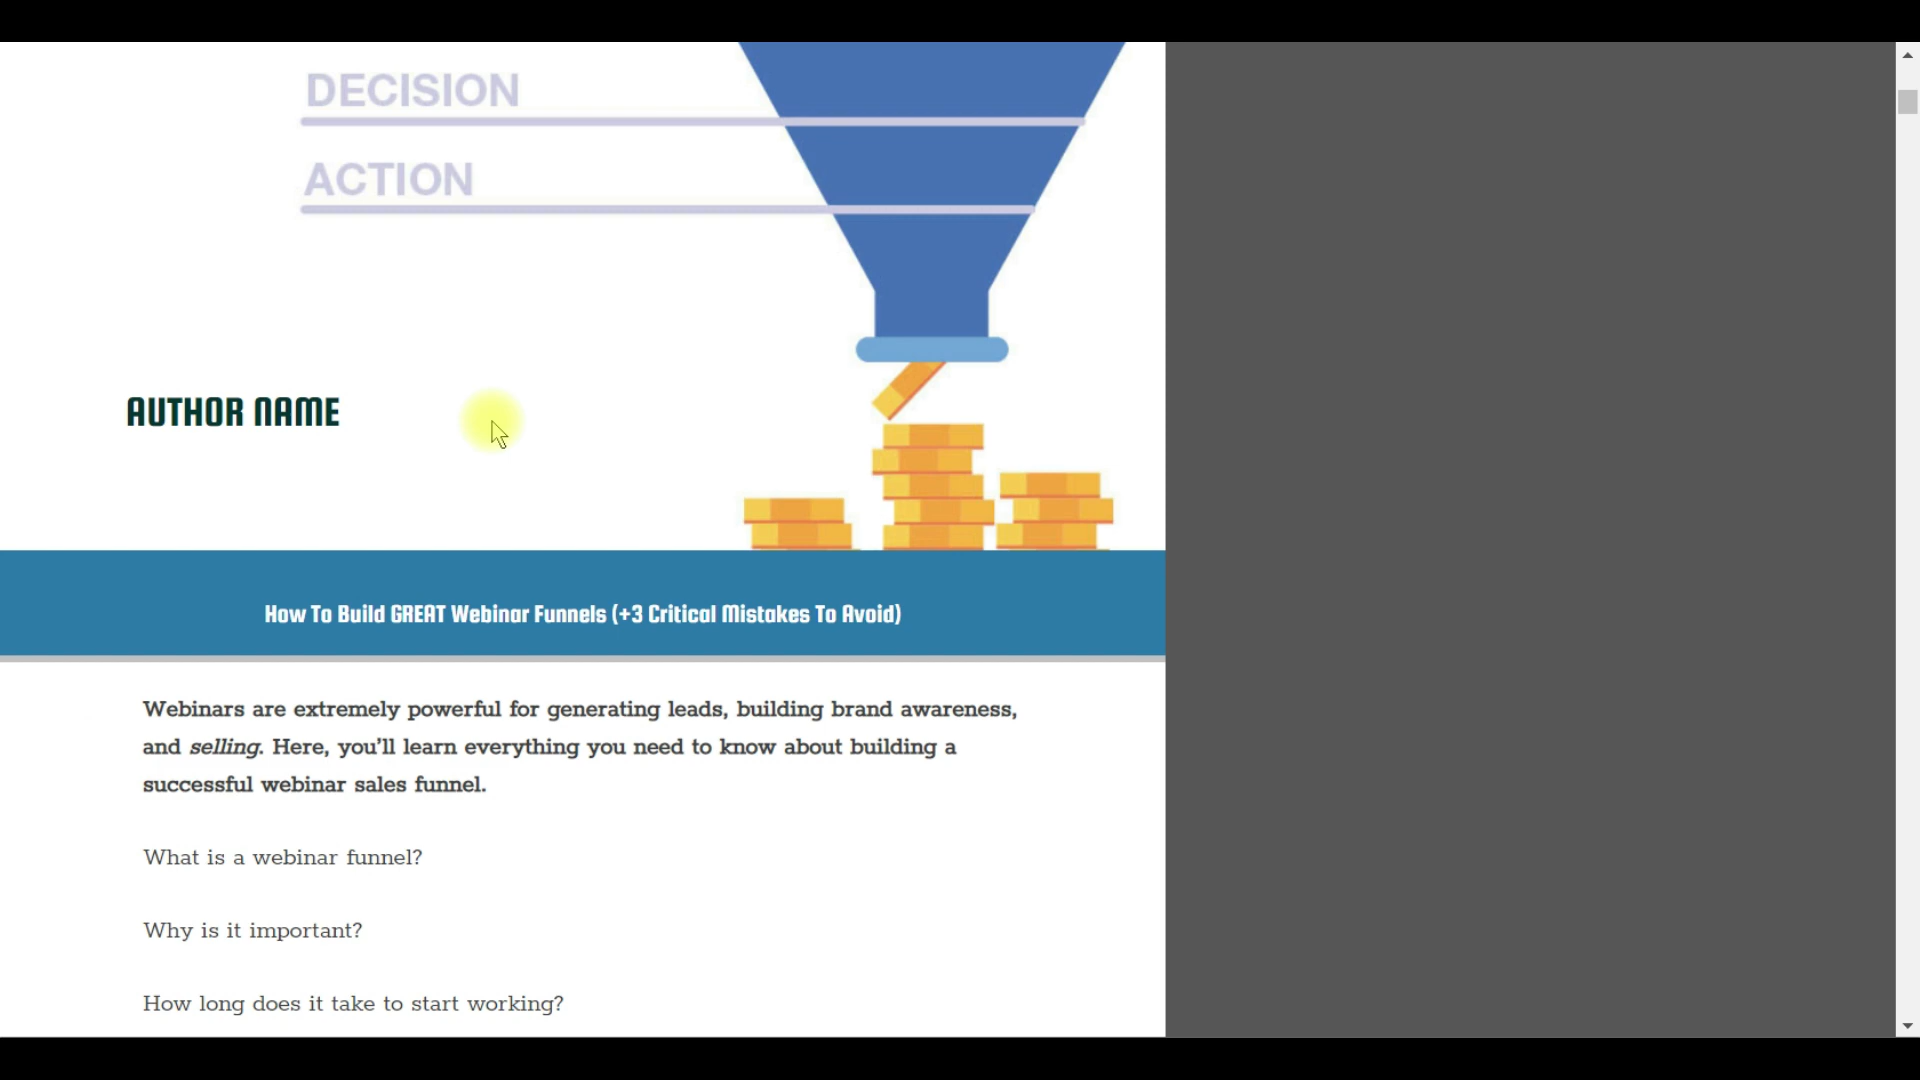 DECISION
ACTION
AUTHOR NAME
How To Build GREAT Webinar Funnels (+3 Critical Mistakes To Avoid)
Webinars are extremely powerful for generating leads, building brand awareness,
and selling. Here, you’ll learn everything you need to know about building a
successful webinar sales funnel.
What is a webinar funnel?
Why is it important?
How long does it take to start working?